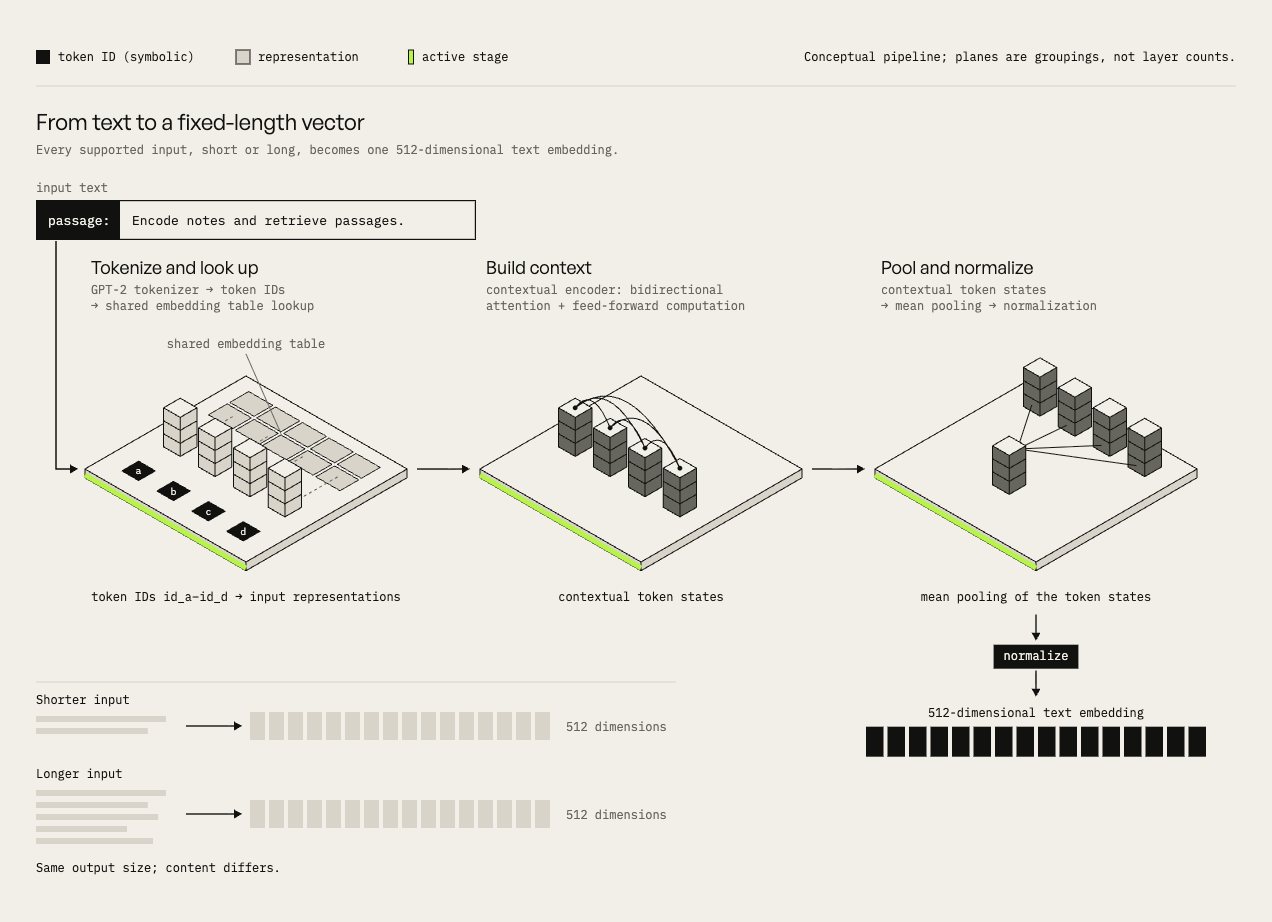 token ID (symbolic)
representation
active stage
Conceptual pipeline; planes are groupings, not layer counts.
From text to a fixed-length vector
Every supported input, short or long, becomes one 512-dimensional text embedding.
input text
passage:
Encode notes and retrieve passages.
Tokenize and look up
GPT-2 tokenizer → token IDs
→ shared embedding table lookup
Build context
contextual encoder: bidirectional
attention + feed-forward computation
Pool and normalize
contextual token states
→ mean pooling → normalization
shared embedding table
a
b
c
d
token IDs id_a–id_d → input representations
contextual token states
mean pooling of the token states
normalize
512-dimensional text embedding
Shorter input
512 dimensions
Longer input
512 dimensions
Same output size; content differs.